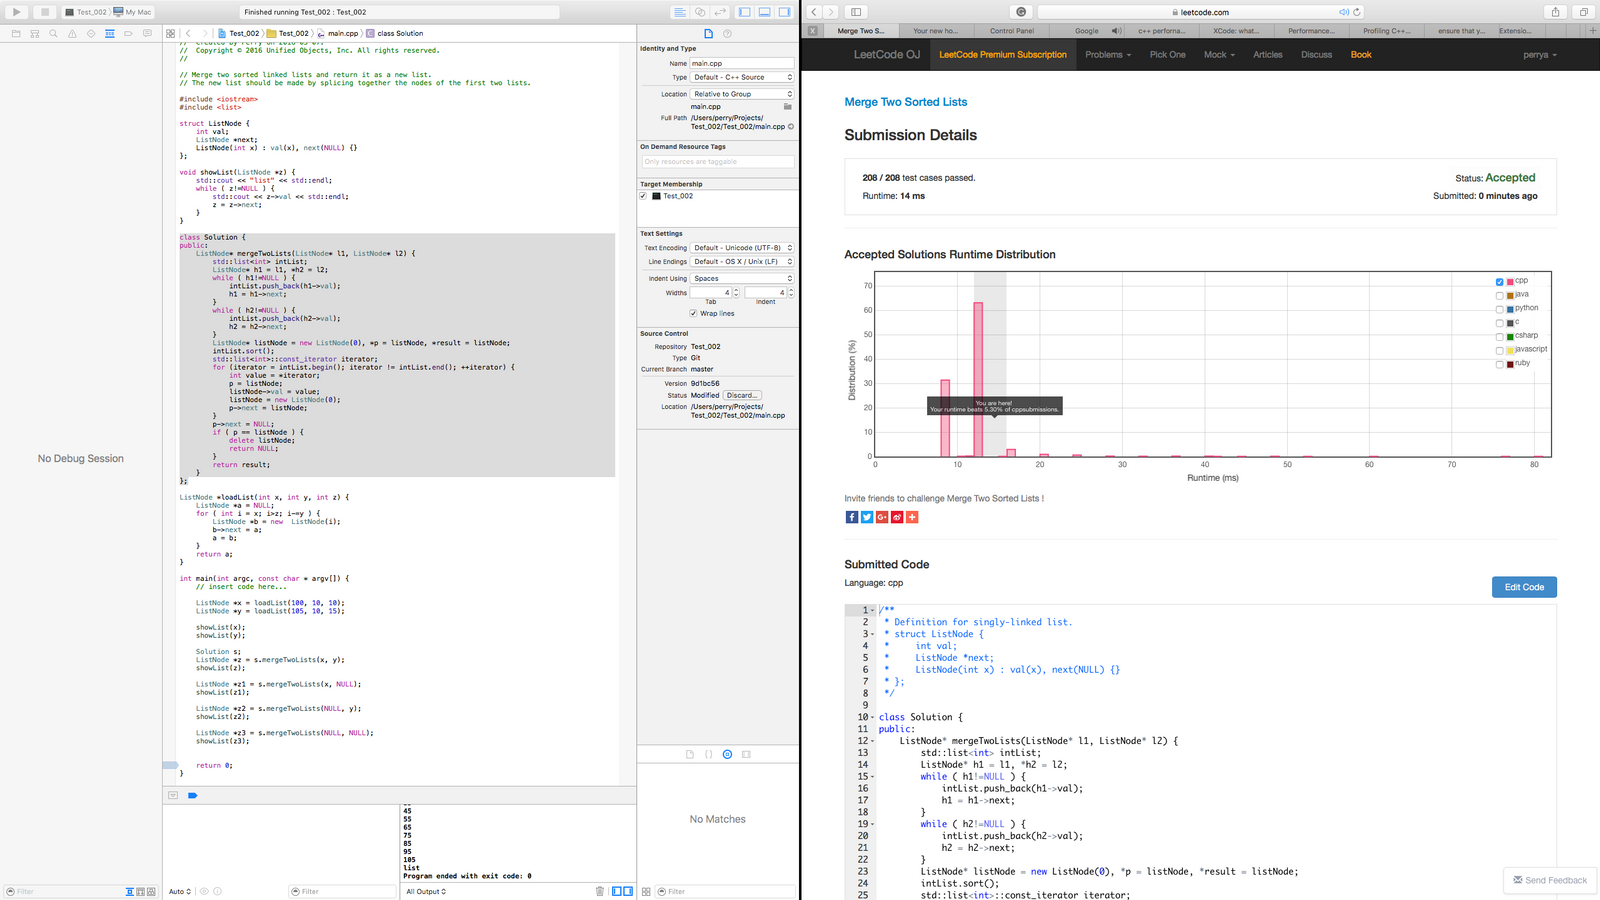 Test_002 〉 My Mac
Finished running Test_002 : Test_002
Test_002 〉 Test_002 〉 main.cpp 〉 C class Solution
No Debug Session
Filter
// Copyright © 2016 Unified Objects, Inc. All rights reserved.
//
// Merge two sorted linked lists and return it as a new list.
// The new list should be made by splicing together the nodes of the first two lists.
#include <iostream>
#include <list>
struct ListNode {
int val;
ListNode *next;
ListNode(int x) : val(x), next(NULL) {}
};
void showList(ListNode *z) {
std::cout << "list" << std::endl;
while ( z!=NULL ) {
std::cout << z->val << std::endl;
z = z->next;
}
}
class Solution {
public:
ListNode* mergeTwoLists(ListNode* l1, ListNode* l2) {
std::list<int> intList;
ListNode* h1 = l1, *h2 = l2;
while ( h1!=NULL ) {
intList.push_back(h1->val);
h1 = h1->next;
}
while ( h2!=NULL ) {
intList.push_back(h2->val);
h2 = h2->next;
}
ListNode* listNode = new ListNode(0), *p = listNode, *result = listNode;
intList.sort();
std::list<int>::const_iterator iterator;
for (iterator = intList.begin(); iterator != intList.end(); ++iterator) {
int value = *iterator;
p = listNode;
listNode->val = value;
listNode = new ListNode(0);
p->next = listNode;
}
p->next = NULL;
if ( p == listNode ) {
delete listNode;
return NULL;
}
return result;
}
};
ListNode *loadList(int x, int y, int z) {
ListNode *a = NULL;
for ( int i = x; i>z; i-=y ) {
ListNode *b = new  ListNode(i);
b->next = a;
a = b;
}
return a;
}
int main(int argc, const char * argv[]) {
// insert code here...
ListNode *x = loadList(100, 10, 10);
ListNode *y = loadList(105, 10, 15);
showList(x);
showList(y);
Solution s;
ListNode *z = s.mergeTwoLists(x, y);
showList(z);
ListNode *z1 = s.mergeTwoLists(x, NULL);
showList(z1);
ListNode *z2 = s.mergeTwoLists(NULL, y);
showList(z2);
ListNode *z3 = s.mergeTwoLists(NULL, NULL);
showList(z3);
return 0;
}
45
55
65
75
85
95
105
list
Program ended with exit code: 0
Auto
Filter
All Output
Identity and Type
Name main.cpp
Type Default - C++ Source
Location Relative to Group
main.cpp
Full Path /Users/perry/Projects/
Test_002/Test_002/main.cpp
On Demand Resource Tags
Only resources are taggable
Target Membership
Test_002
Text Settings
Text Encoding Default - Unicode (UTF-8)
Line Endings Default - OS X / Unix (LF)
Indent Using Spaces
Widths 4 4
Tab Indent
Wrap lines
Source Control
Repository Test_002
Type Git
Current Branch master
Version 9d1bc56
Status Modified Discard...
Location /Users/perry/Projects/
Test_002/Test_002/main.cpp
No Matches
Filter
leetcode.com
Merge Two S...
Your new ho...
Control Panel
Google
c++ perforna...
XCode: what...
Performance...
Profiling C++...
ensure that y...
Extensio...
LeetCode OJ
LeetCode Premium Subscription
Problems
Pick One
Mock
Articles
Discuss
Book
perrya
Merge Two Sorted Lists
Submission Details
208 / 208 test cases passed.
Status: Accepted
Runtime: 14 ms
Submitted: 0 minutes ago
Accepted Solutions Runtime Distribution
Distribution (%)
70
60
50
40
30
20
10
0
cpp
java
python
c
csharp
javascript
ruby
You are here!
Your runtime beats 5.30% of cppsubmissions.
0 10 20 30 40 50 60 70 80
Runtime (ms)
Invite friends to challenge Merge Two Sorted Lists !
Submitted Code
Language: cpp
Edit Code
1 /**
2 * Definition for singly-linked list.
3 * struct ListNode {
4 *     int val;
5 *     ListNode *next;
6 *     ListNode(int x) : val(x), next(NULL) {}
7 * };
8 */
9
10 class Solution {
11 public:
12 ListNode* mergeTwoLists(ListNode* l1, ListNode* l2) {
13 std::list<int> intList;
14 ListNode* h1 = l1, *h2 = l2;
15 while ( h1!=NULL ) {
16 intList.push_back(h1->val);
17 h1 = h1->next;
18 }
19 while ( h2!=NULL ) {
20 intList.push_back(h2->val);
21 h2 = h2->next;
22 }
23 ListNode* listNode = new ListNode(0), *p = listNode, *result = listNode;
24 intList.sort();
25 std::list<int>::const_iterator iterator;
Send Feedback